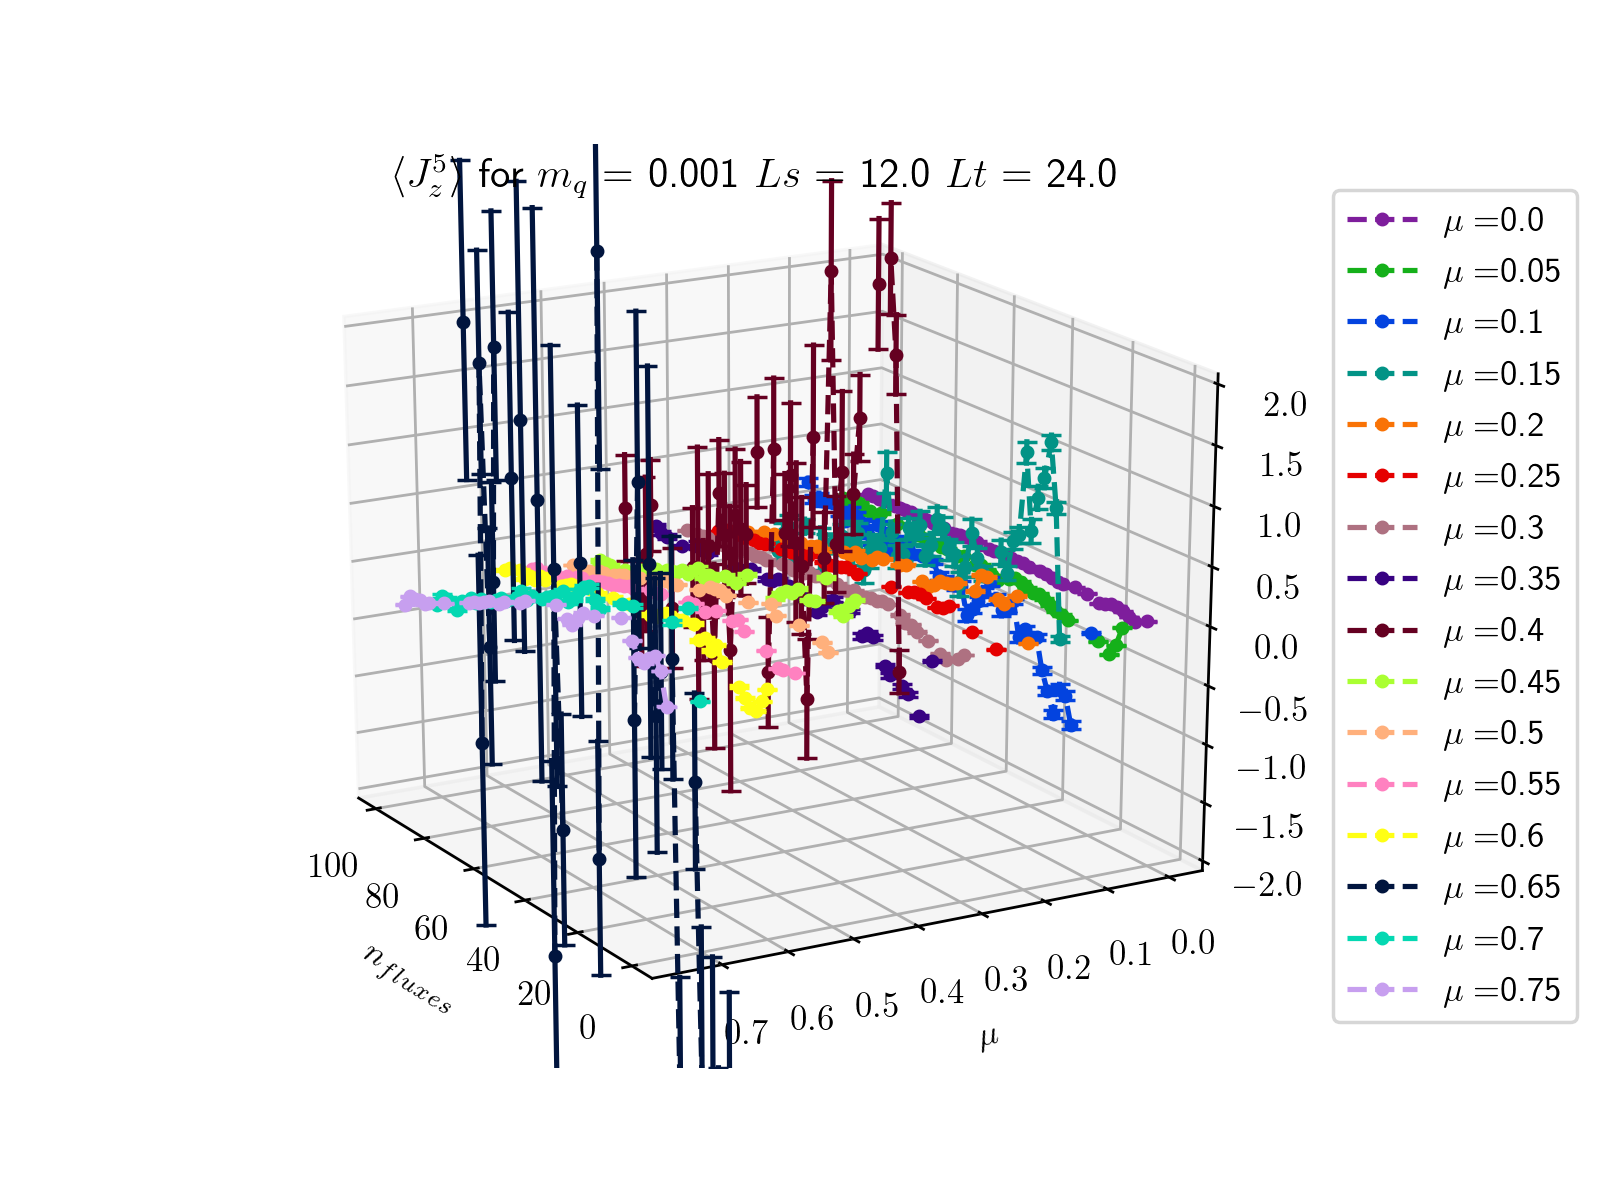 ⟨J_z^5⟩ for m_q = 0.001 Ls = 12.0 Lt = 24.0
μ =0.0
μ =0.05
μ =0.1
μ =0.15
μ =0.2
μ =0.25
μ =0.3
μ =0.35
μ =0.4
μ =0.45
μ =0.5
μ =0.55
μ =0.6
μ =0.65
μ =0.7
μ =0.75
2.0
1.5
1.0
0.5
0.0
−0.5
−1.0
−1.5
−2.0
100
80
60
40
20
0
n_fluxes
0.7
0.6
0.5
0.4
0.3
0.2
0.1
0.0
μ